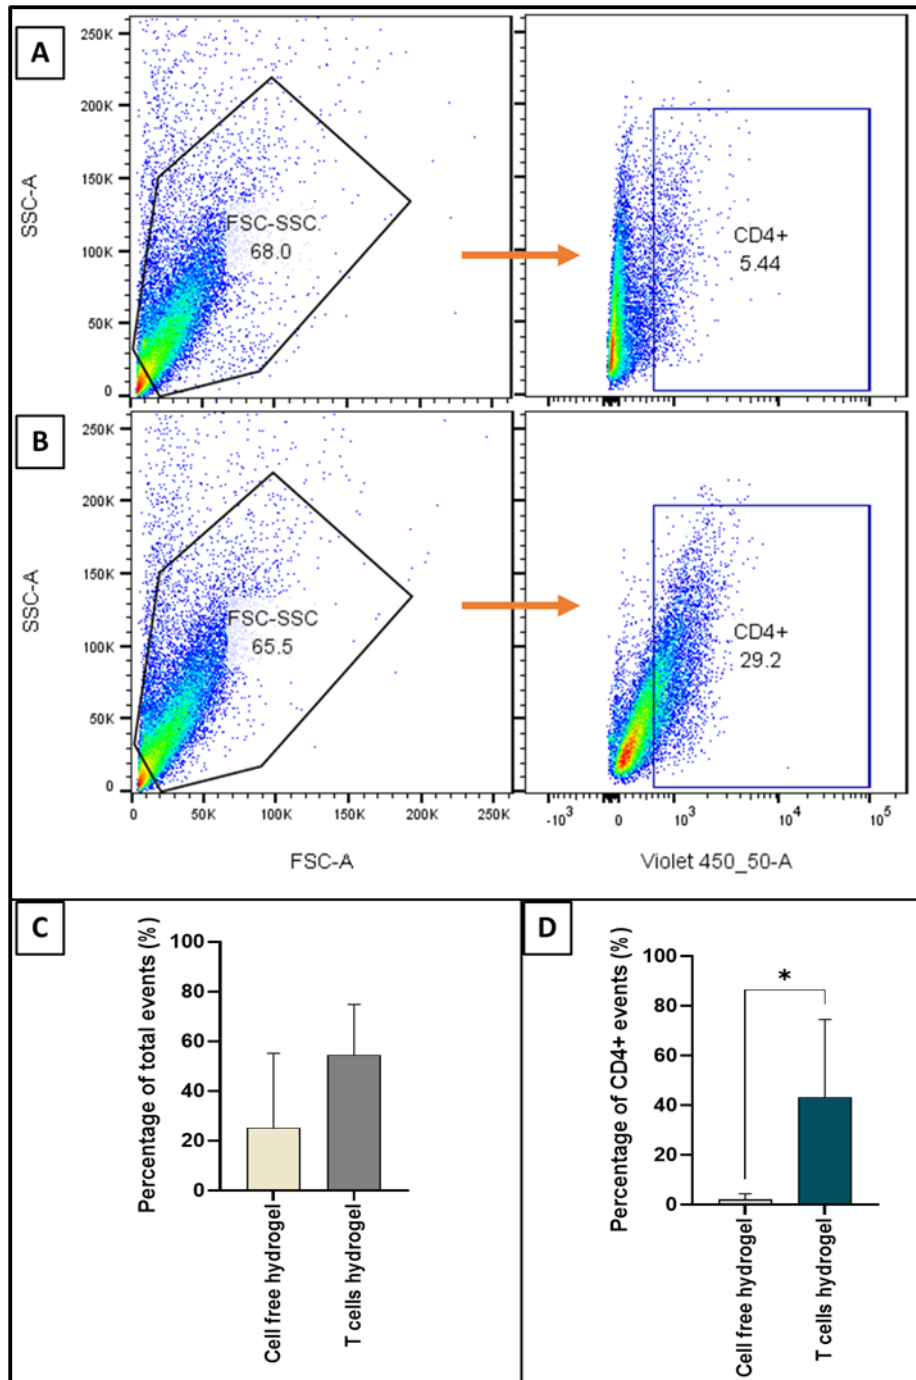 A
250K
200K
150K
100K
50K
0
SSC-A
FSC-SSC
68.0
CD4+
5.44
B
250K
200K
150K
100K
50K
0
SSC-A
FSC-SSC
65.5
CD4+
29.2
0 50K 100K 150K 200K 250K
FSC-A
-10³ 0 10³ 10⁴ 10⁵
Violet 450_50-A
C
Percentage of total events (%)
100
80
60
40
20
0
Cell free hydrogel
T cells hydrogel
D
Percentage of CD4+ events (%)
100
80
60
40
20
0
*
Cell free hydrogel
T cells hydrogel